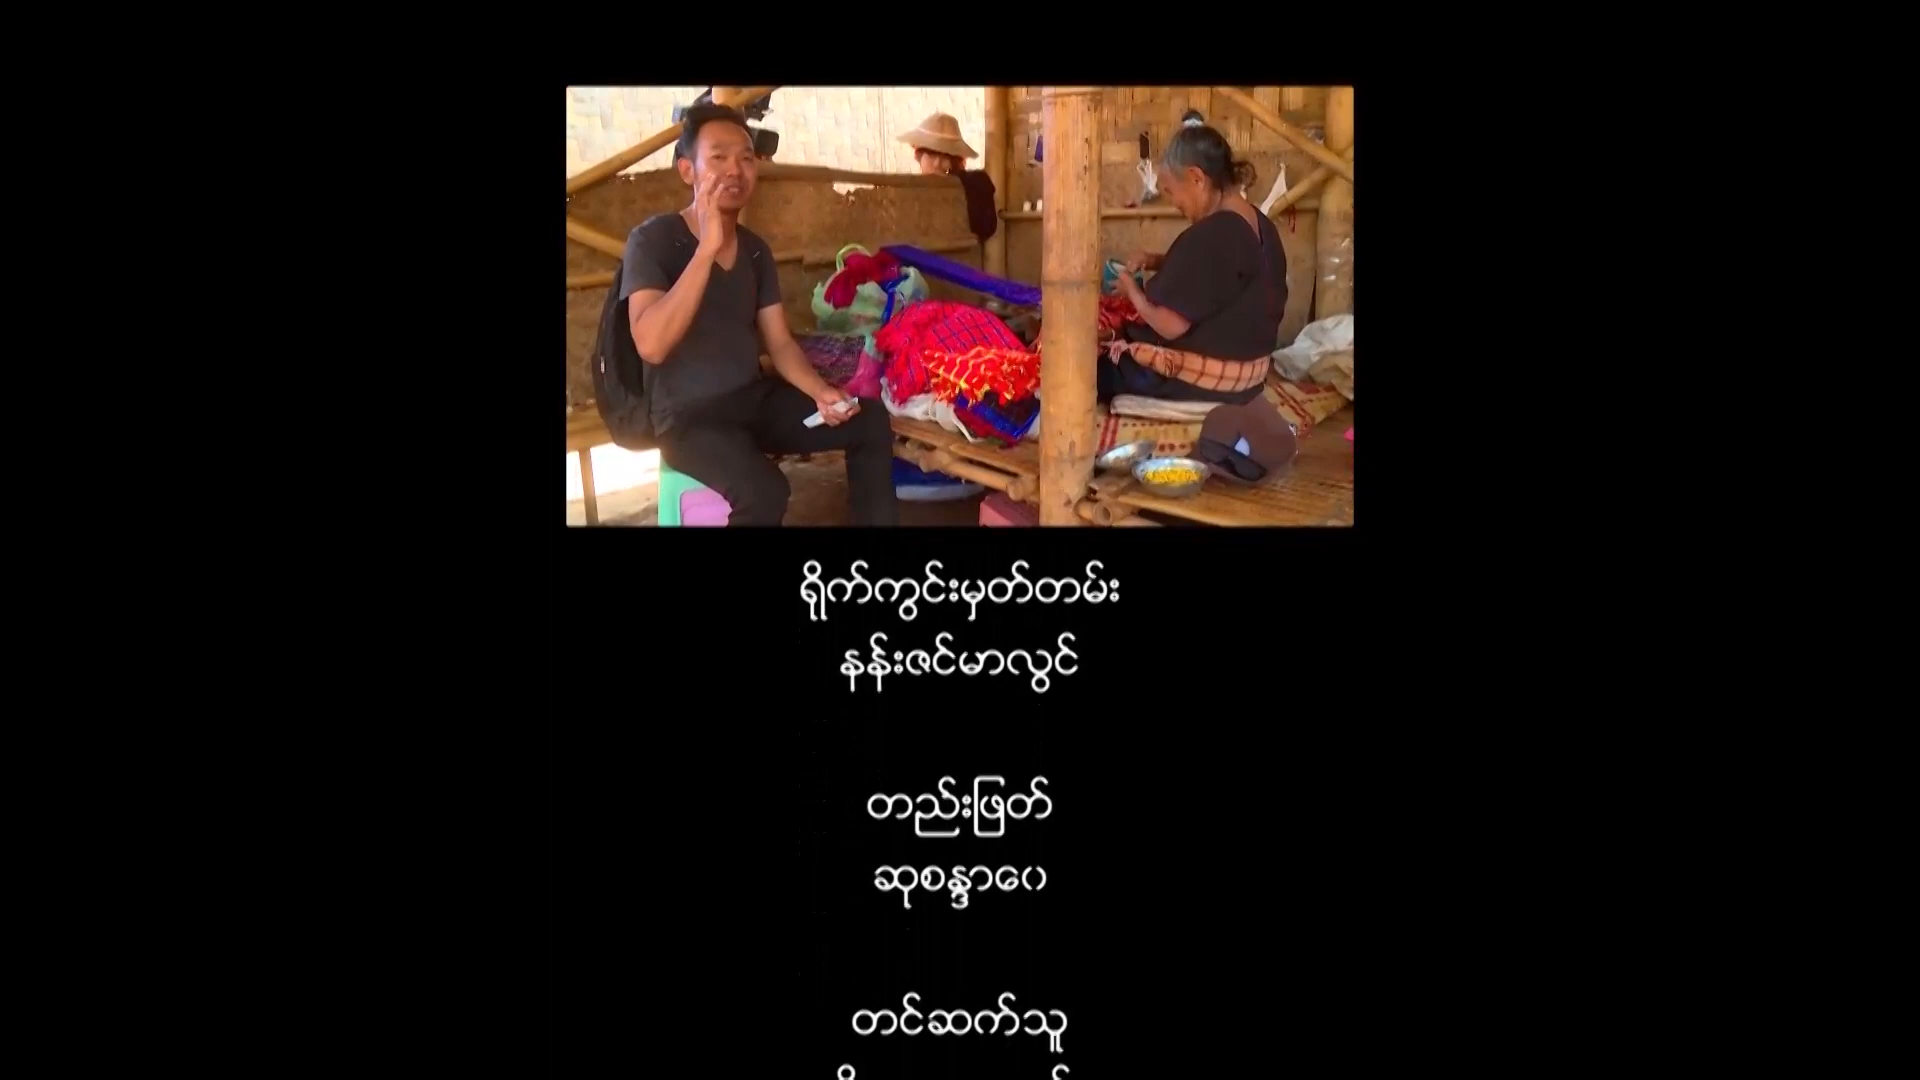 ရိုက်ကွင်းမှတ်တမ်း
နန်းဇင်မာလွင်
တည်းဖြတ်
ဆုစန္ဒာပေ
တင်ဆက်သူ